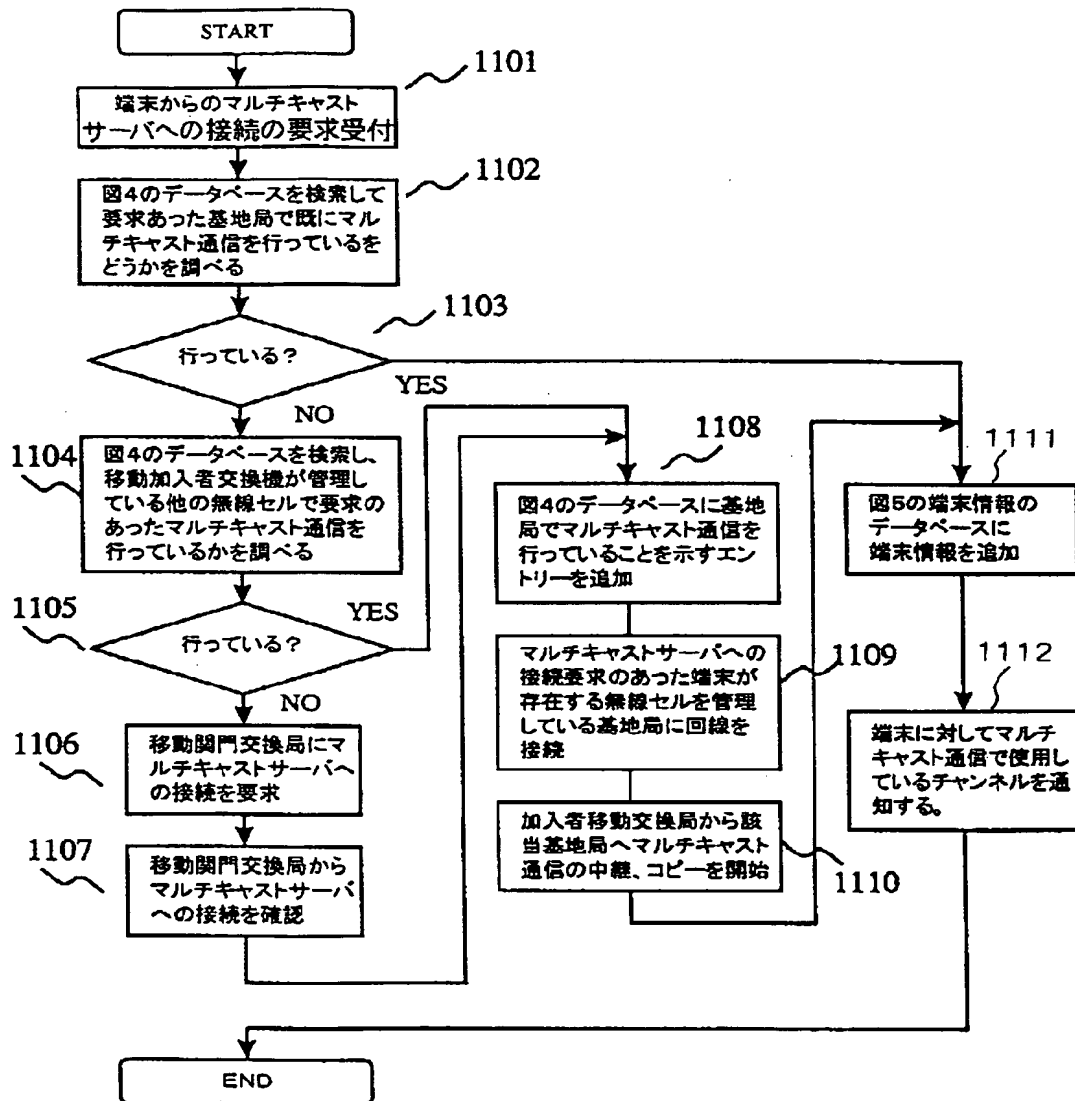 START
1101
端末からのマルチキャスト
サーバへの接続の要求受付
1102
図4のデータベースを検索して
要求あった基地局で既にマル
チキャスト通信を行っているを
どうかを調べる
1103
行っている?
YES
NO
1104
図4のデータベースを検索し、
移動加入者交換機が管理し
ている他の無線セルで要求の
あったマルチキャスト通信を
行っているかを調べる
1105
行っている?
YES
NO
1106
移動関門交換局にマ
ルチキャストサーバへ
の接続を要求
1107
移動関門交換局から
マルチキャストサーバ
への接続を確認
1108
図4のデータベースに基地
局でマルチキャスト通信を
行っていることを示すエン
トリーを追加
1109
マルチキャストサーバへの
接続要求のあった端末が
存在する無線セルを管理
している基地局に回線を
接続
1110
加入者移動交換局から該
当基地局へマルチキャスト
通信の中継、コピーを開始
1111
図5の端末情報の
データベースに
端末情報を追加
1112
端末に対してマルチ
キャスト通信で使用し
ているチャンネルを通
知する。
END